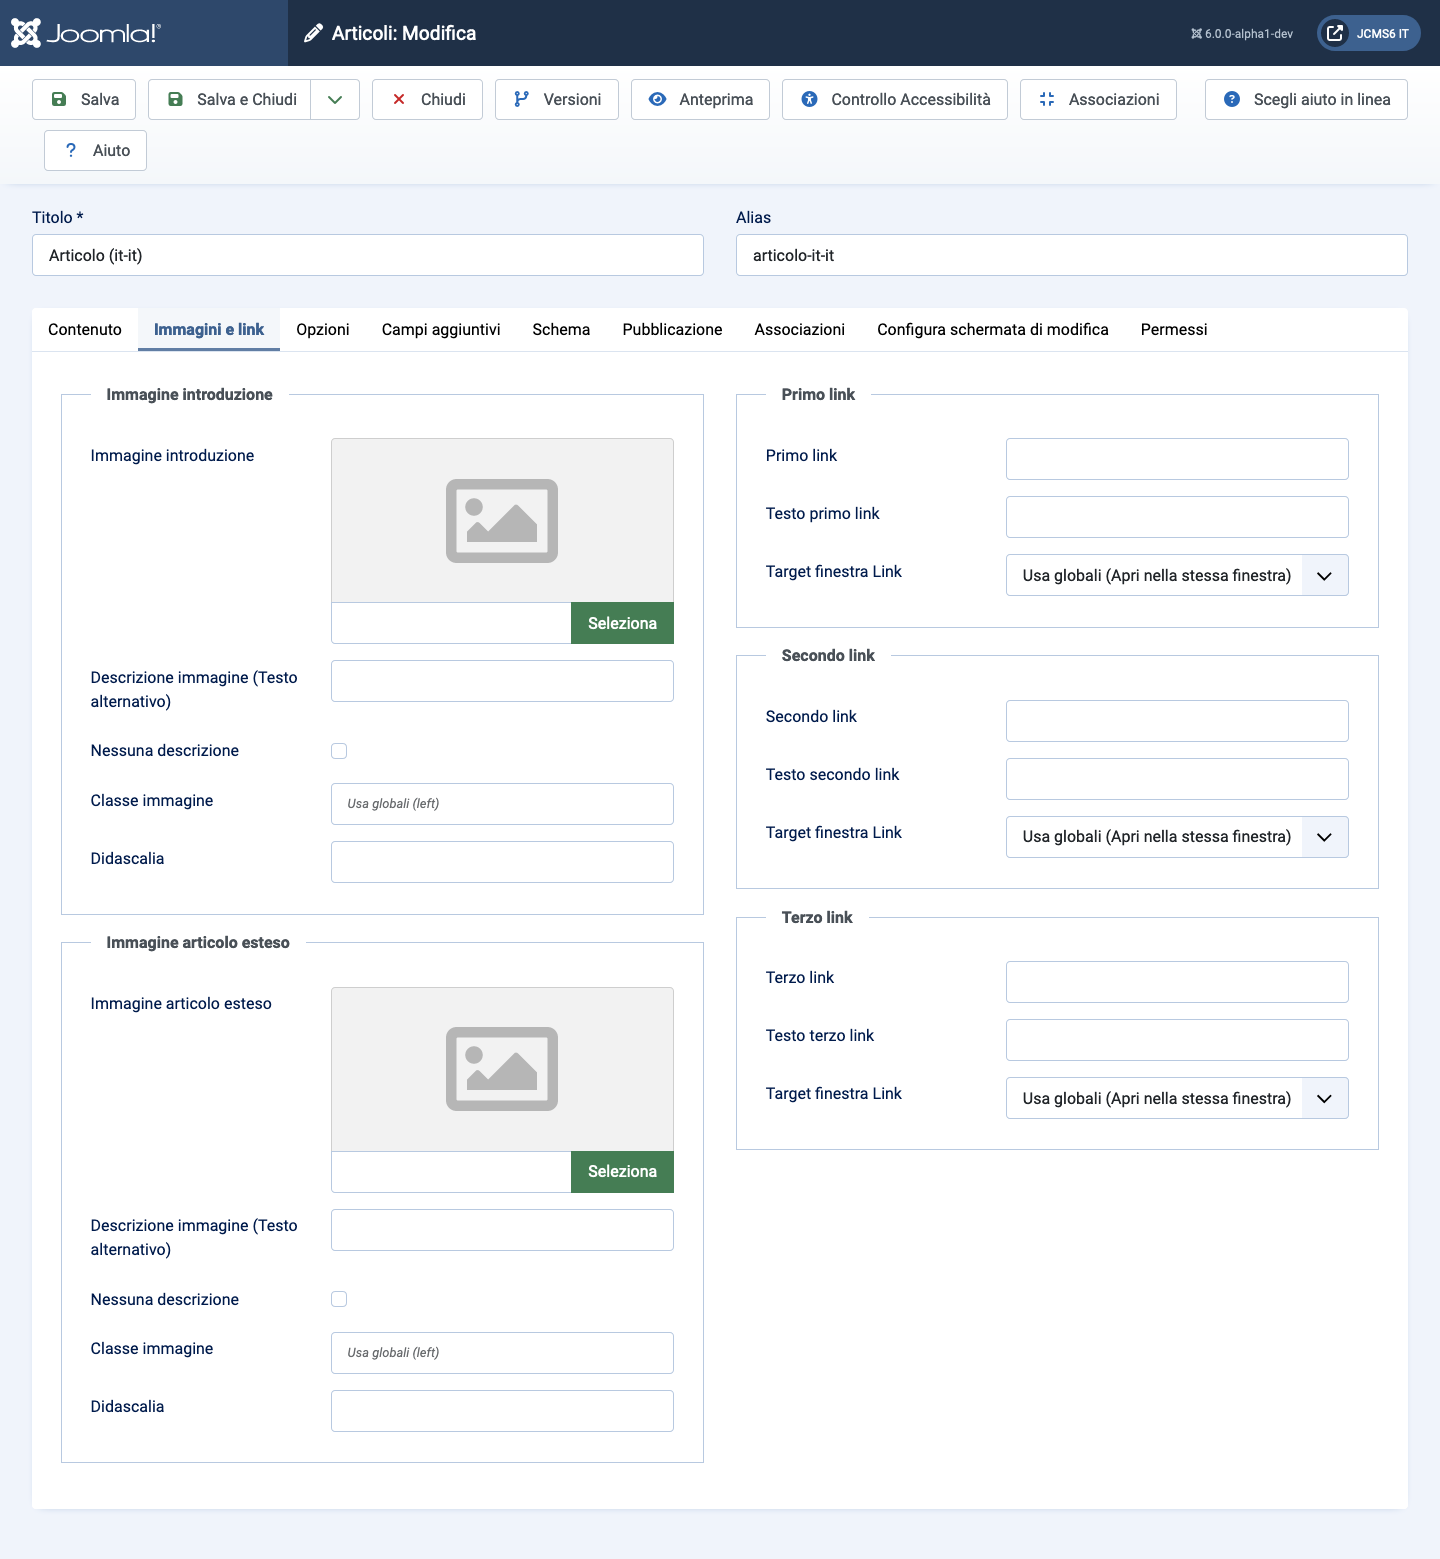 Joomla!®
Articoli: Modifica
6.0.0-alpha1-dev
JCMS6 IT
Salva
Salva e Chiudi
Chiudi
Versioni
Anteprima
Controllo Accessibilità
Associazioni
Scegli aiuto in linea
Aiuto
Titolo *
Alias
Articolo (it-it)
articolo-it-it
Contenuto
Immagini e link
Opzioni
Campi aggiuntivi
Schema
Pubblicazione
Associazioni
Configura schermata di modifica
Permessi
Immagine introduzione
Immagine introduzione
Seleziona
Descrizione immagine (Testo
alternativo)
Nessuna descrizione
Classe immagine
Usa globali (left)
Didascalia
Immagine articolo esteso
Immagine articolo esteso
Seleziona
Descrizione immagine (Testo
alternativo)
Nessuna descrizione
Classe immagine
Usa globali (left)
Didascalia
Primo link
Primo link
Testo primo link
Target finestra Link
Usa globali (Apri nella stessa finestra)
Secondo link
Secondo link
Testo secondo link
Target finestra Link
Usa globali (Apri nella stessa finestra)
Terzo link
Terzo link
Testo terzo link
Target finestra Link
Usa globali (Apri nella stessa finestra)